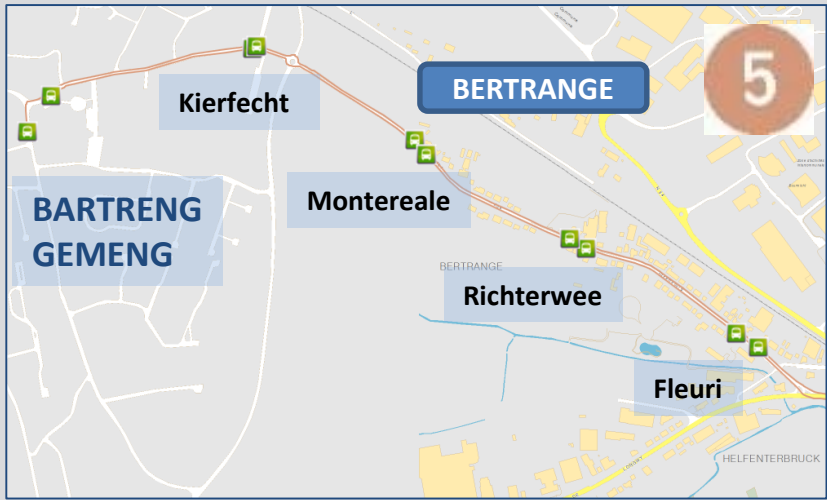 5
BERTRANGE
Kierfecht
Montereale
BARTRENG
GEMENG
BERTRANGE
Richterwee
Fleuri
HELFENTERBRUCK